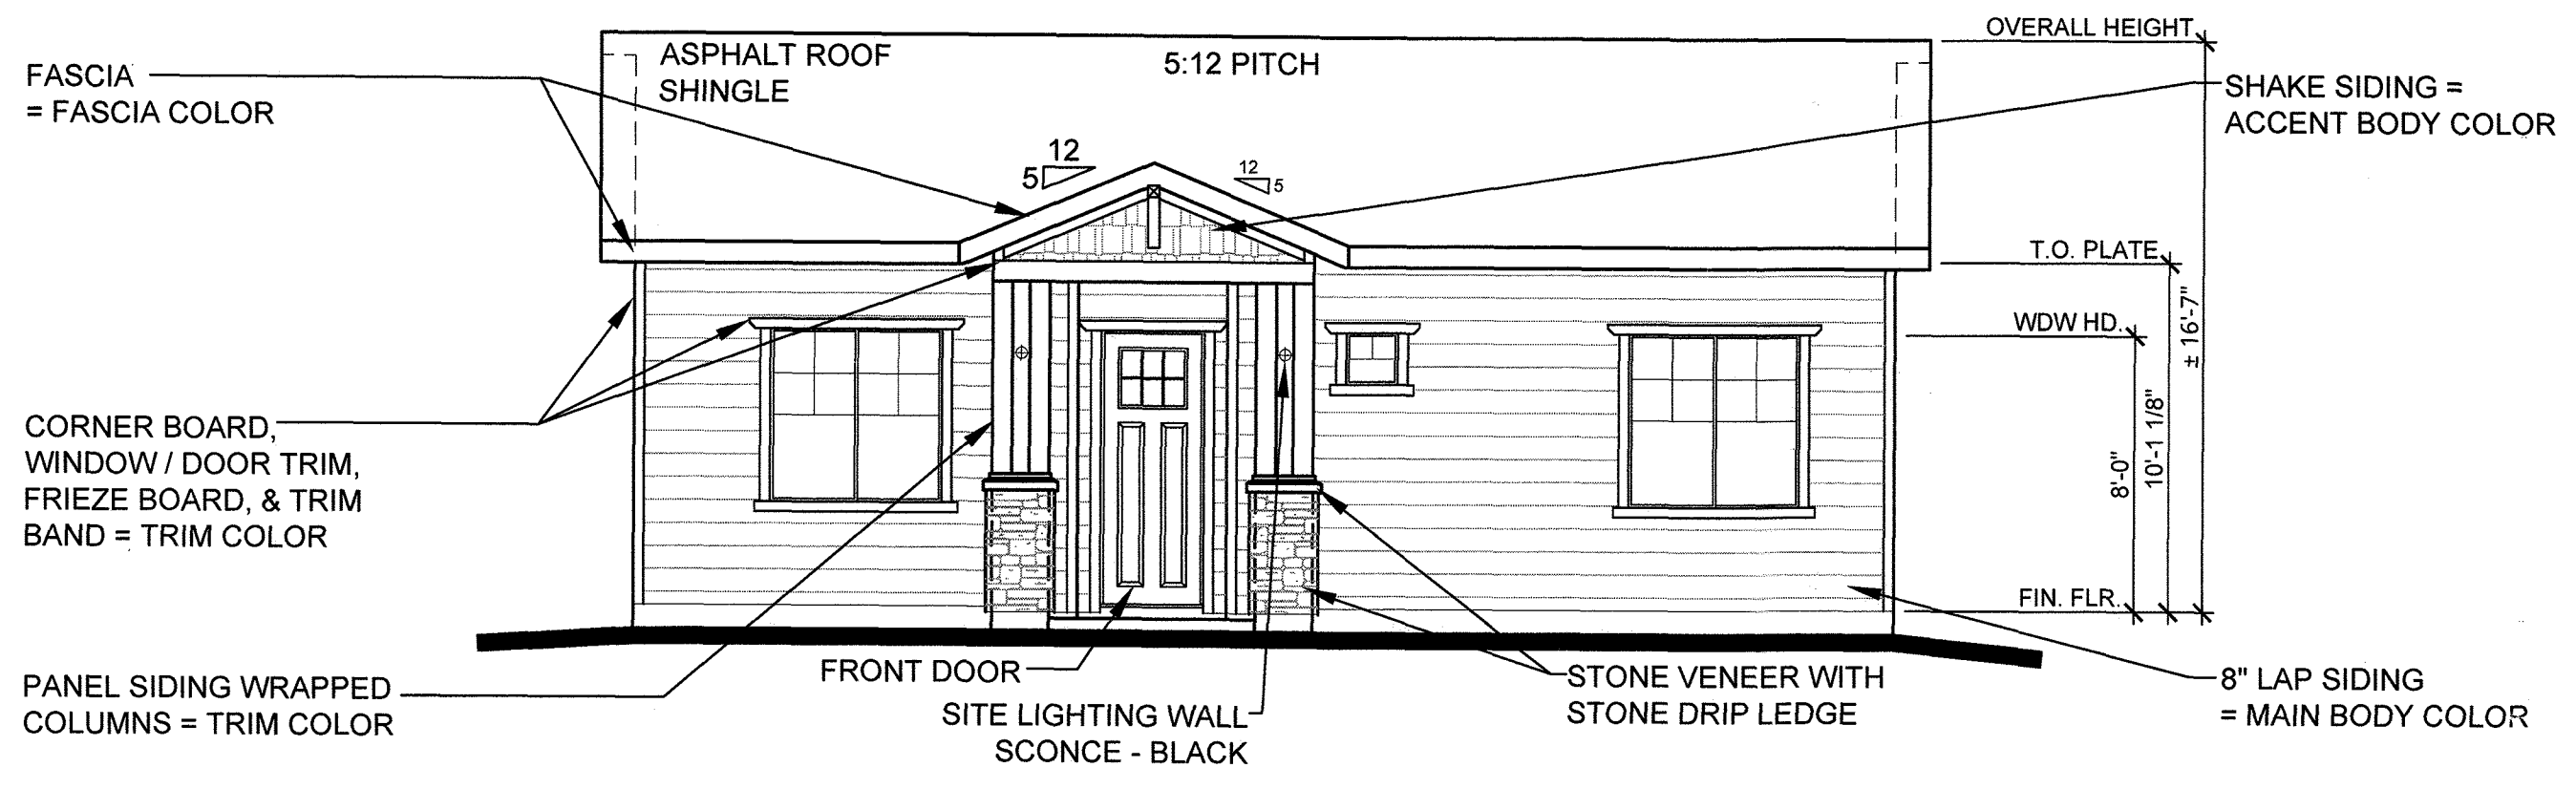 OVERALL HEIGHT
FASCIA
= FASCIA COLOR
ASPHALT ROOF
SHINGLE
5:12 PITCH
SHAKE SIDING =
ACCENT BODY COLOR
12
5
12
5
T.O. PLATE
WDW HD.
± 16'-7"
10'-1 1/8"
8'-0"
FIN. FLR.
CORNER BOARD,
WINDOW / DOOR TRIM,
FRIEZE BOARD, & TRIM
BAND = TRIM COLOR
PANEL SIDING WRAPPED
COLUMNS = TRIM COLOR
FRONT DOOR
SITE LIGHTING WALL
SCONCE - BLACK
STONE VENEER WITH
STONE DRIP LEDGE
8" LAP SIDING
= MAIN BODY COLOR